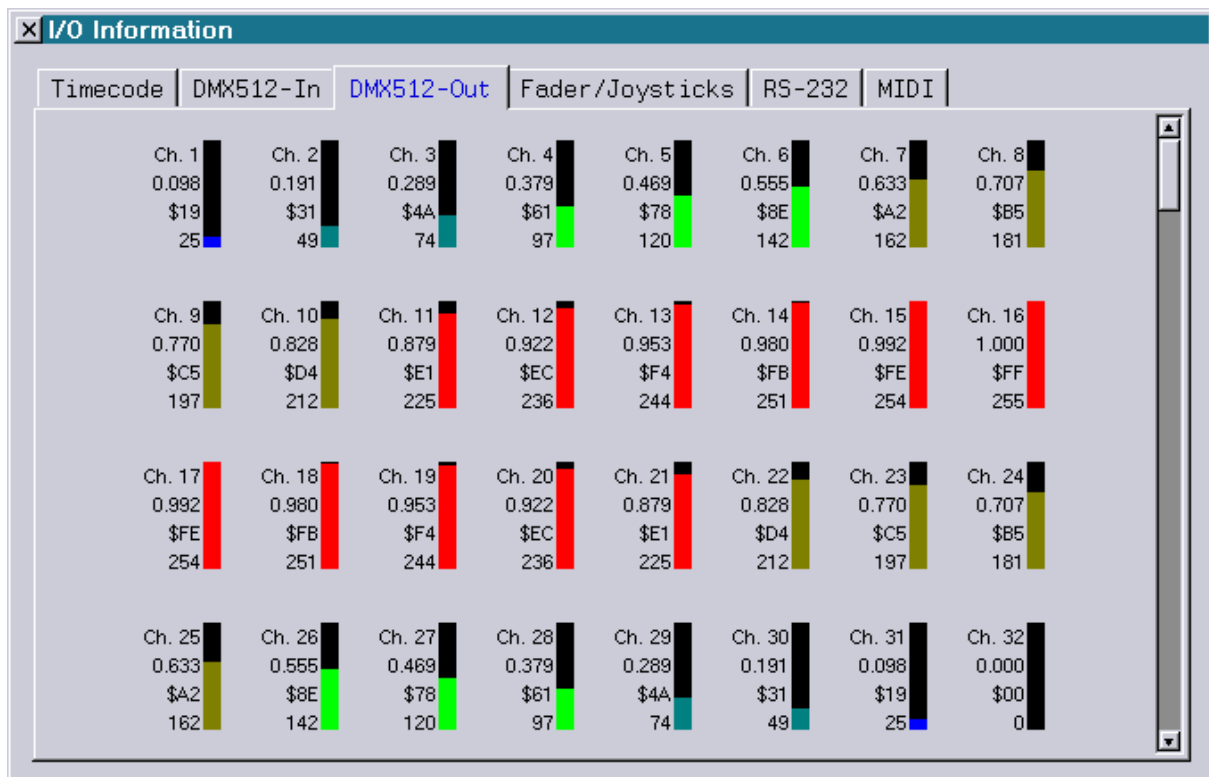 I/O Information
Timecode DMX512-In DMX512-Out Fader/Joysticks RS-232 MIDI
Ch. 1 Ch. 2 Ch. 3 Ch. 4 Ch. 5 Ch. 6 Ch. 7 Ch. 8
0.098 0.191 0.289 0.379 0.469 0.555 0.633 0.707
$19 $31 $4A $61 $78 $8E $A2 $B5
25 49 74 97 120 142 162 181
Ch. 9 Ch. 10 Ch. 11 Ch. 12 Ch. 13 Ch. 14 Ch. 15 Ch. 16
0.770 0.828 0.879 0.922 0.953 0.980 0.992 1.000
$C5 $D4 $E1 $EC $F4 $FB $FE $FF
197 212 225 236 244 251 254 255
Ch. 17 Ch. 18 Ch. 19 Ch. 20 Ch. 21 Ch. 22 Ch. 23 Ch. 24
0.992 0.980 0.953 0.922 0.879 0.828 0.770 0.707
$FE $FB $F4 $EC $E1 $D4 $C5 $B5
254 251 244 236 225 212 197 181
Ch. 25 Ch. 26 Ch. 27 Ch. 28 Ch. 29 Ch. 30 Ch. 31 Ch. 32
0.633 0.555 0.469 0.379 0.289 0.191 0.098 0.000
$A2 $8E $78 $61 $4A $31 $19 $00
162 142 120 97 74 49 25 0